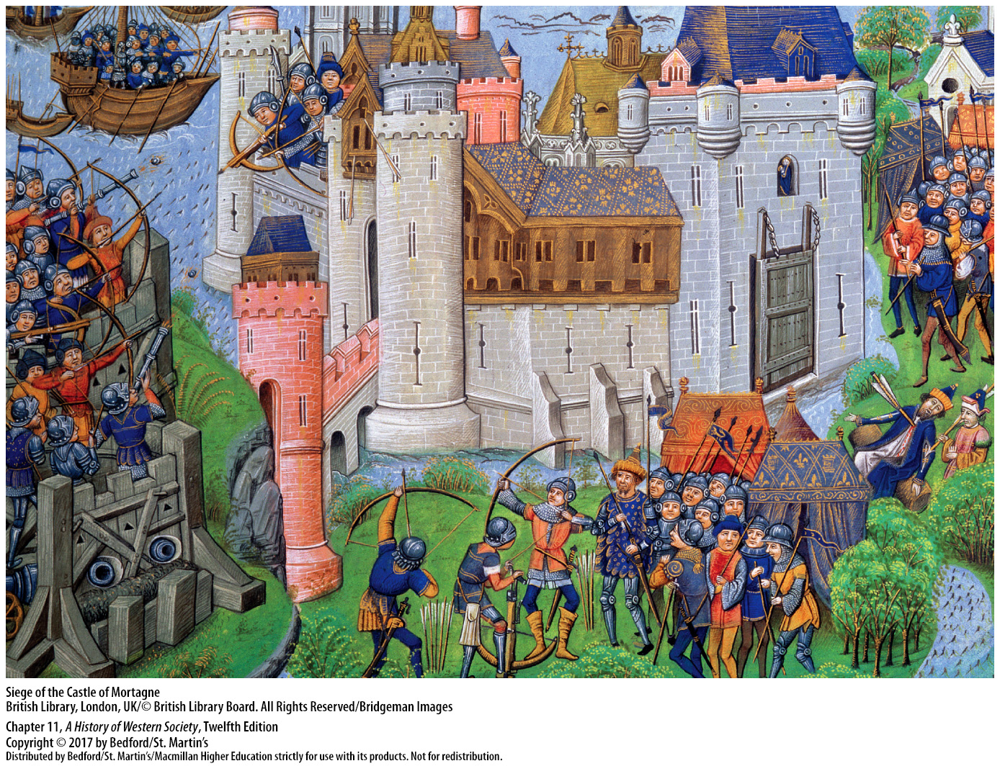 Siege of the Castle of Mortagne
British Library, London, UK/© British Library Board. All Rights Reserved/Bridgeman Images
Chapter 11, A History of Western Society, Twelfth Edition
Copyright © 2017 by Bedford/St. Martin’s
Distributed by Bedford/St. Martin’s/Macmillan Higher Education strictly for use with its products. Not for redistribution.